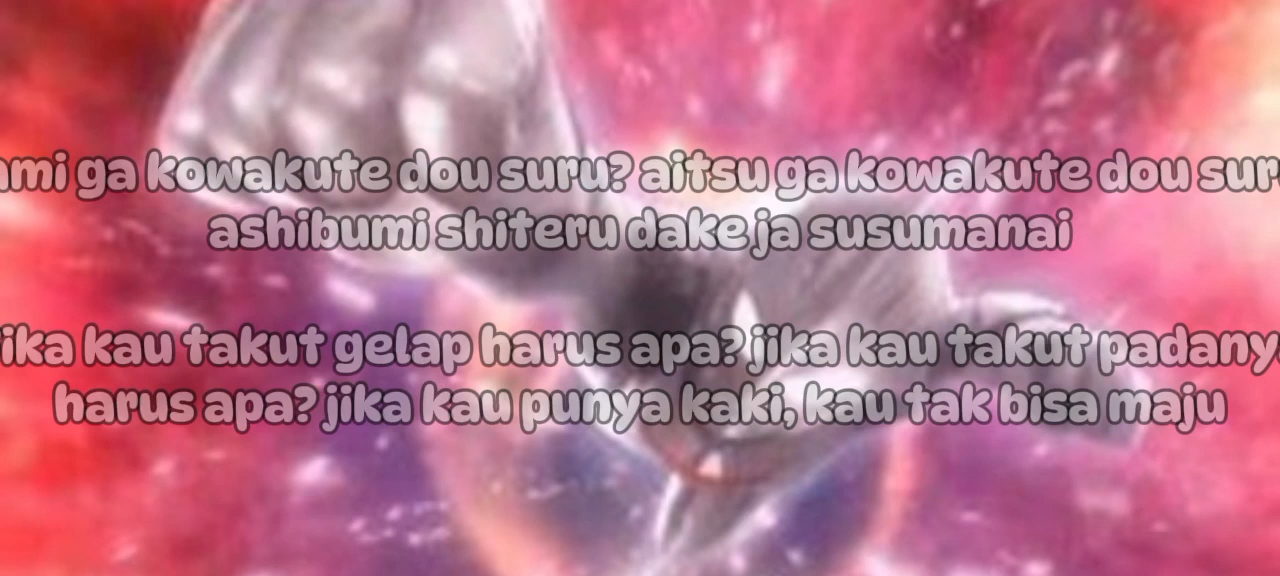 ga kowakute dou suru? aitsu ga kowakute dou
ashibumi shiteru dake ja susumanai
kau takut gelap harus apa? jika kau takut
harus apa? jika kau punya kaki, kau tak bisa maju